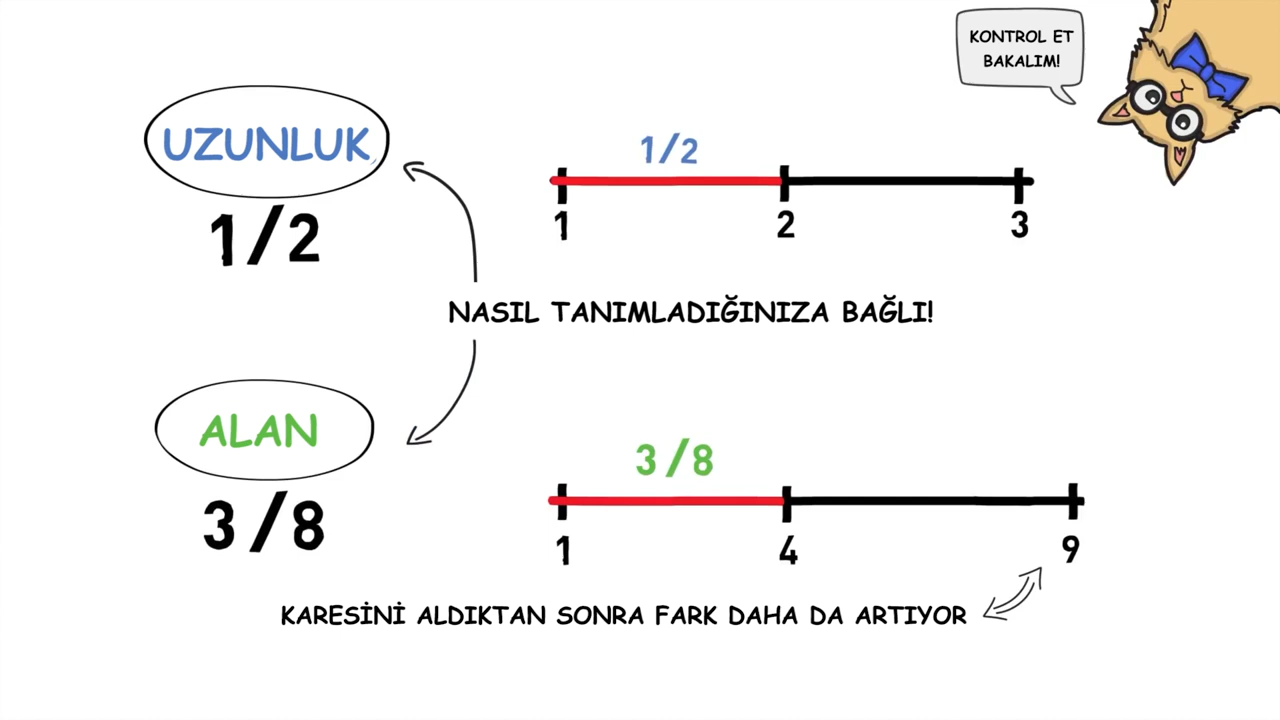 KONTROL ET
BAKALIM!
UZUNLUK
1/2
1/2
1 2 3
NASIL TANIMLADIĞINIZA BAĞLI!
ALAN
3/8
3/8
1 4 9
KARESİNİ ALDIKTAN SONRA FARK DAHA DA ARTIYOR